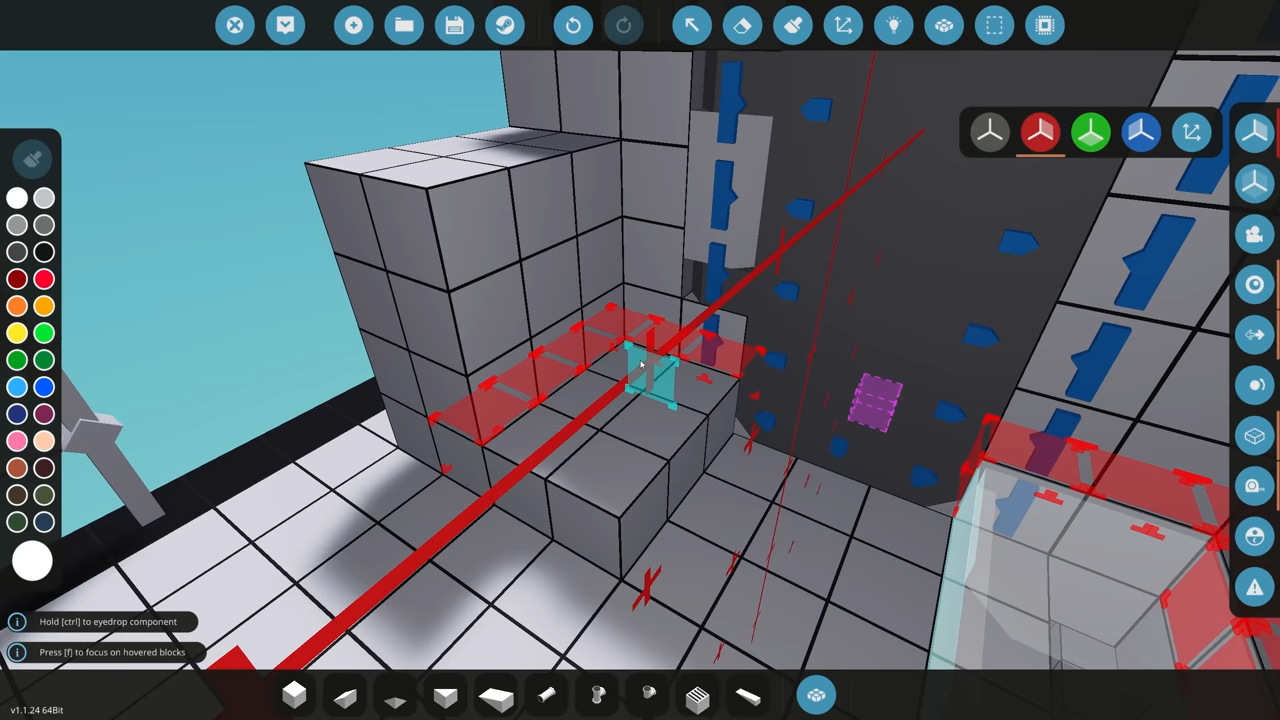 Hold [ctrl] to eyedrop component
Press [f] to focus on hovered blocks
v1.1.24 64Bit